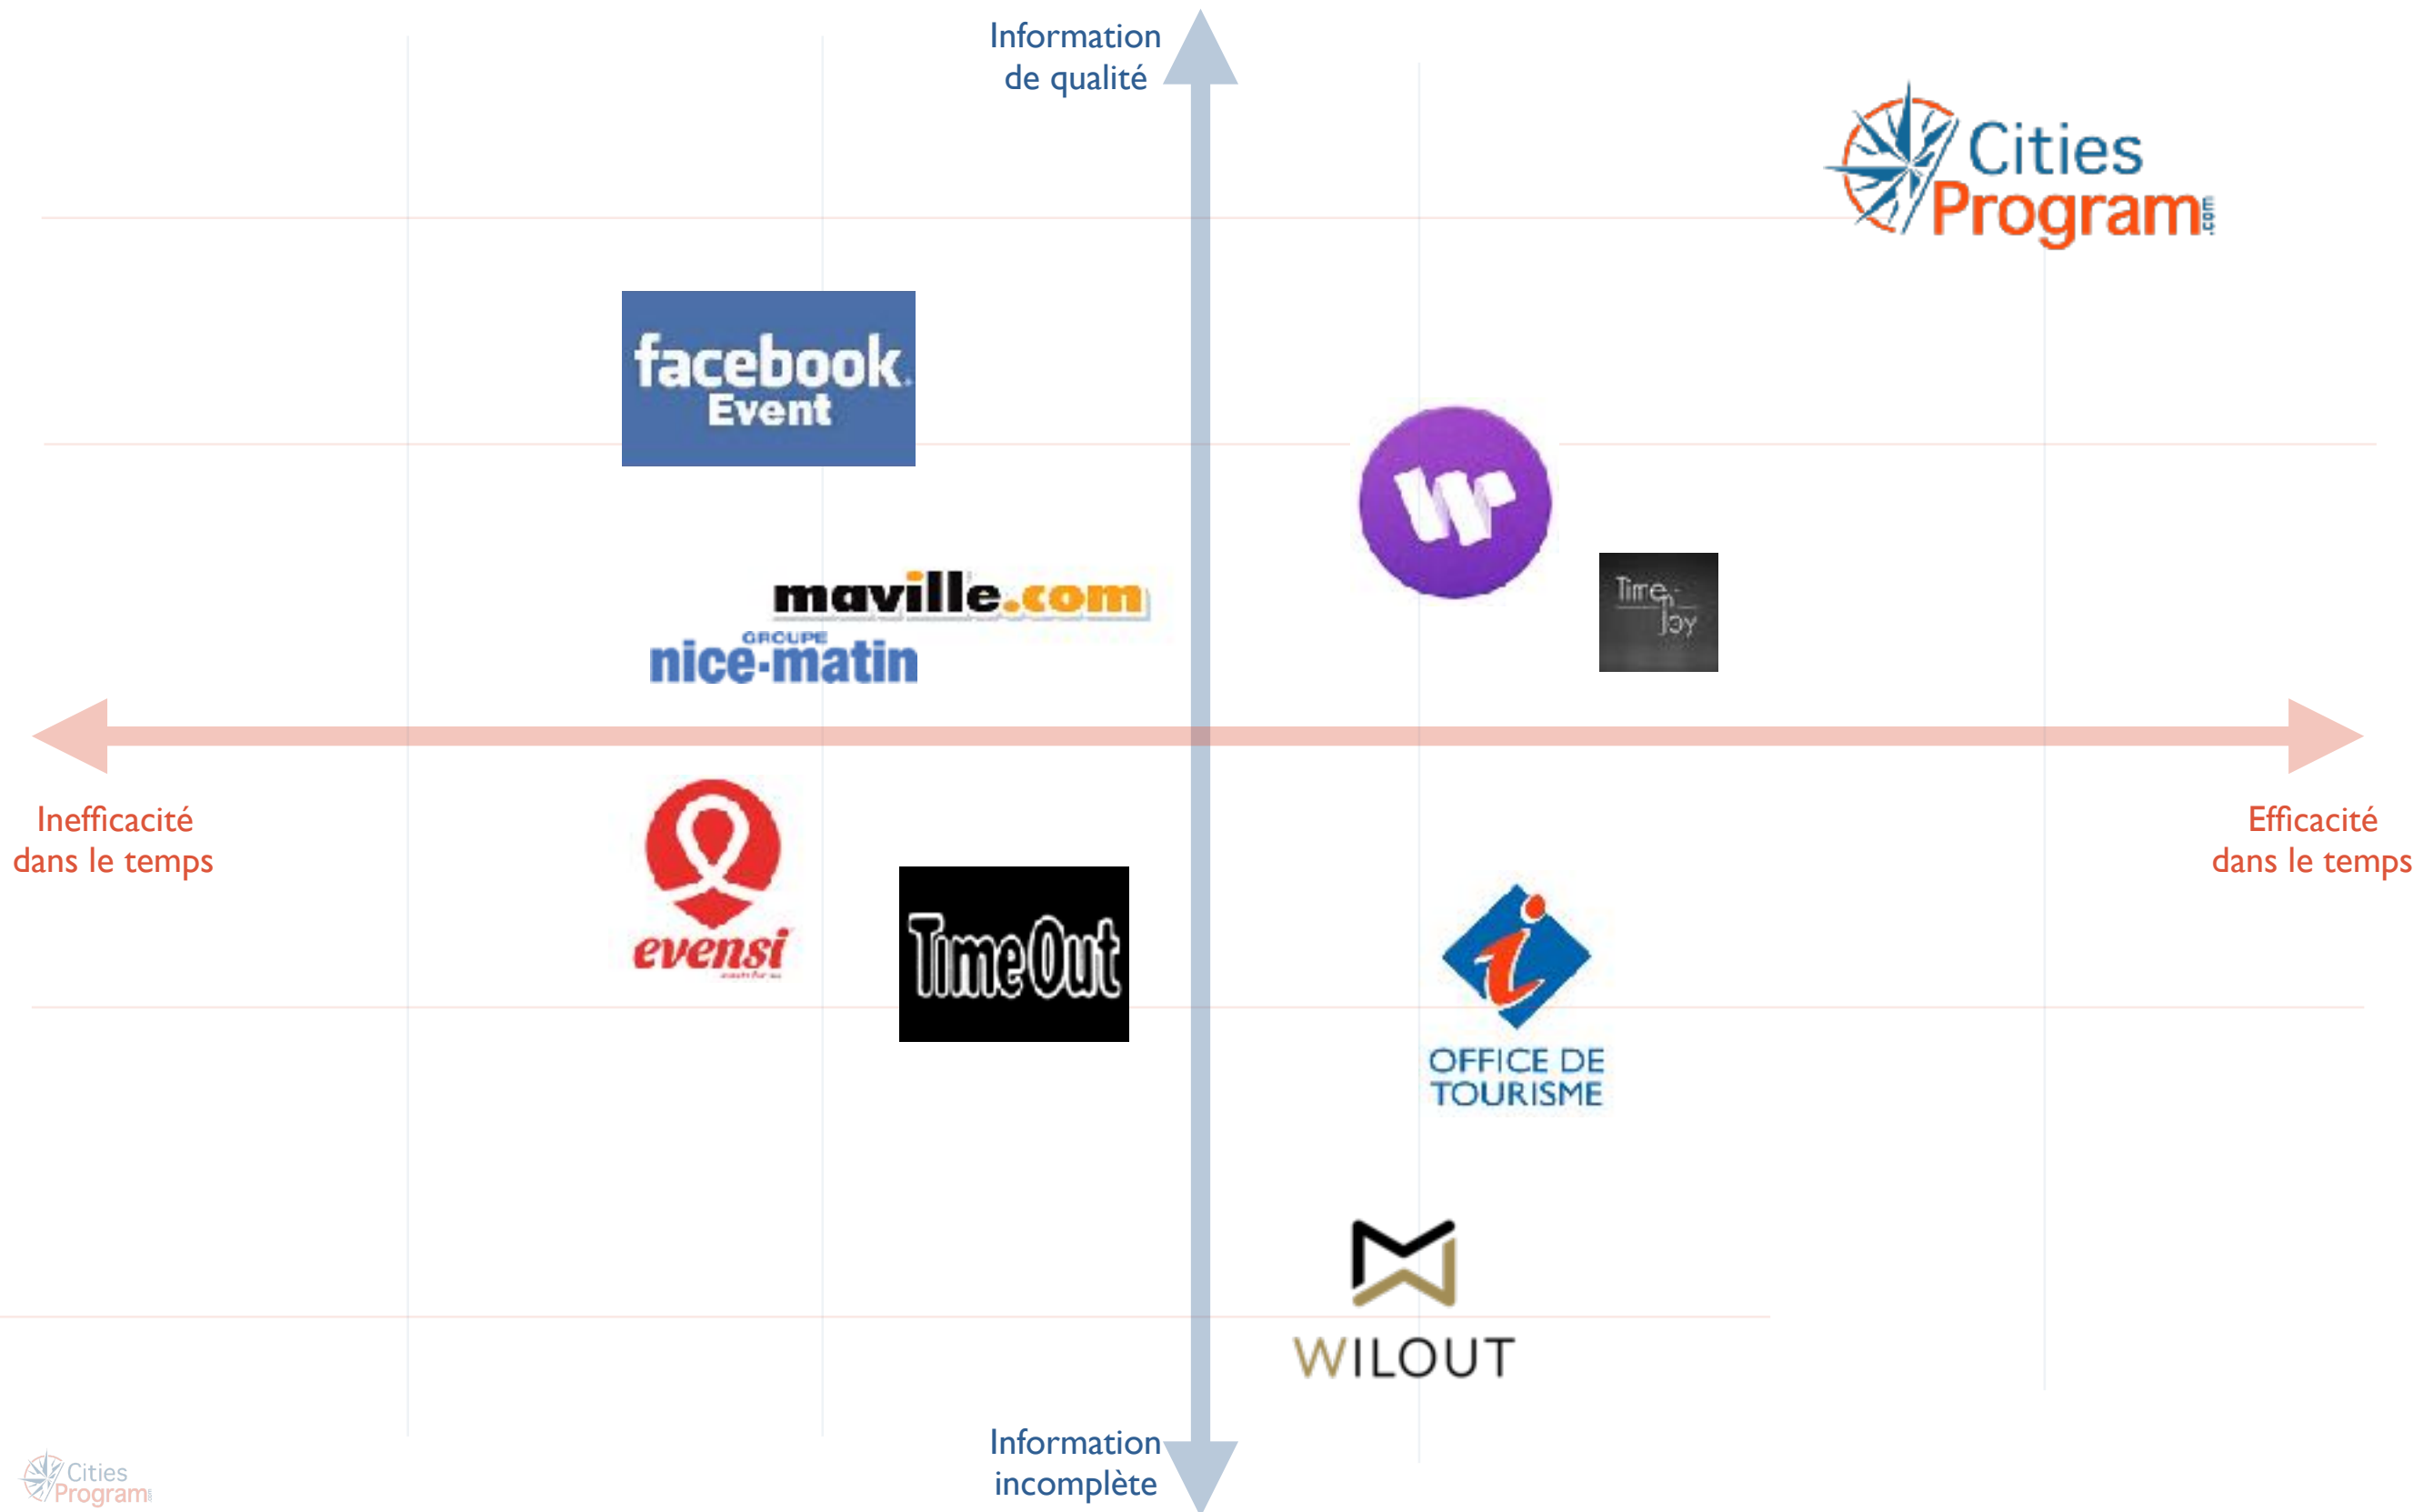 Information
de qualité
Cities
Program.com
facebook
Event
maville.com
GROUPE
nice-matin
Time n
Joy
Inefficacité
dans le temps
Efficacité
dans le temps
evensi
TimeOut
OFFICE DE
TOURISME
WILOUT
Information
incomplète
Cities
Program.com